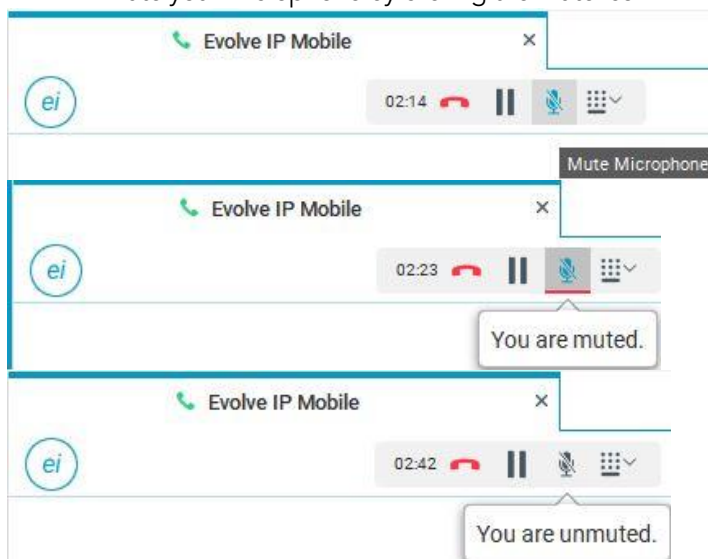 Evolve IP Mobile
ei 02:14
Mute Microphone
Evolve IP Mobile
ei 02:23
You are muted.
Evolve IP Mobile
ei 02:42
You are unmuted.